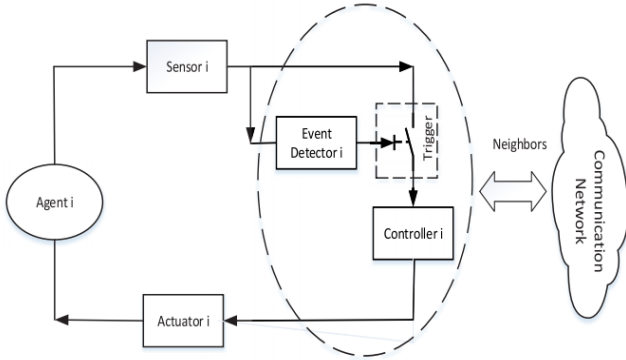 Sensor i
Event
Detector i
Trigger
Neighbors
Communication
Network
Agent i
Controller i
Actuator i